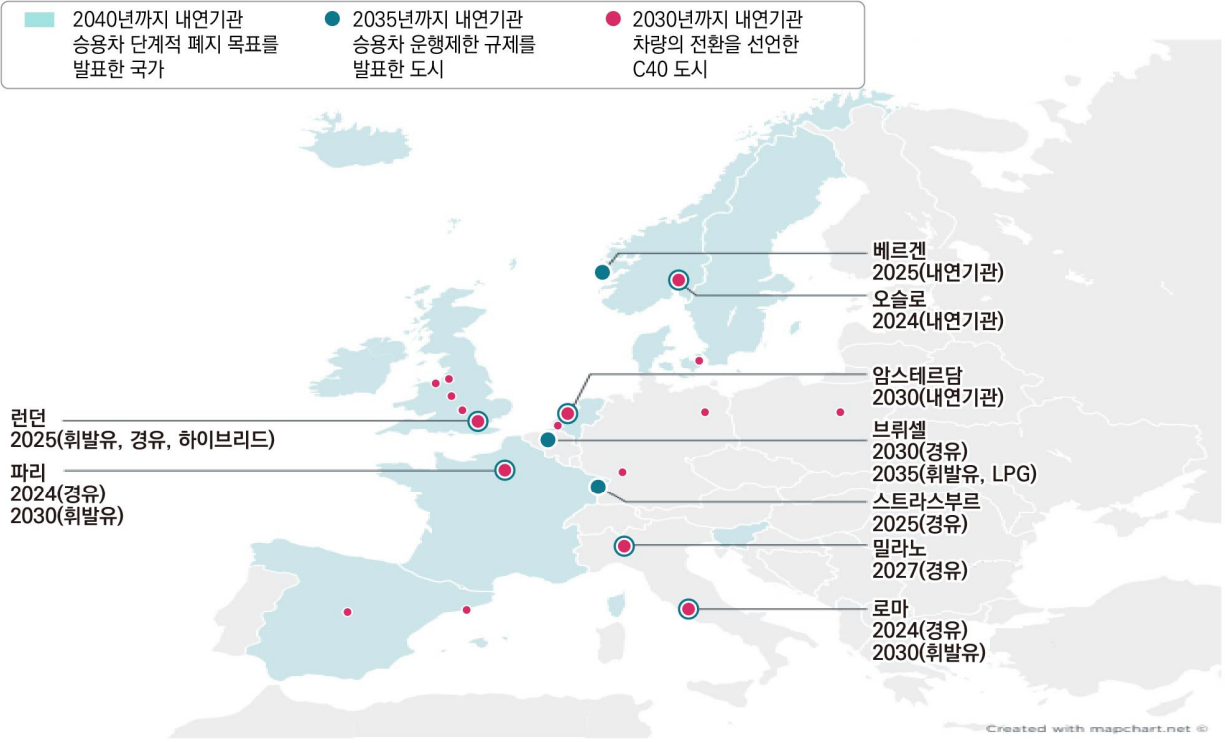 2040년까지 내연기관
승용차 단계적 폐지 목표를
발표한 국가
2035년까지 내연기관
승용차 운행제한 규제를
발표한 도시
2030년까지 내연기관
차량의 전환을 선언한
C40 도시
베르겐
2025(내연기관)
오슬로
2024(내연기관)
암스테르담
2030(내연기관)
런던
2025(휘발유, 경유, 하이브리드)
브뤼셀
2030(경유)
2035(휘발유, LPG)
파리
2024(경유)
2030(휘발유)
스트라스부르
2025(경유)
밀라노
2027(경유)
로마
2024(경유)
2030(휘발유)
Created with mapchart.net ©